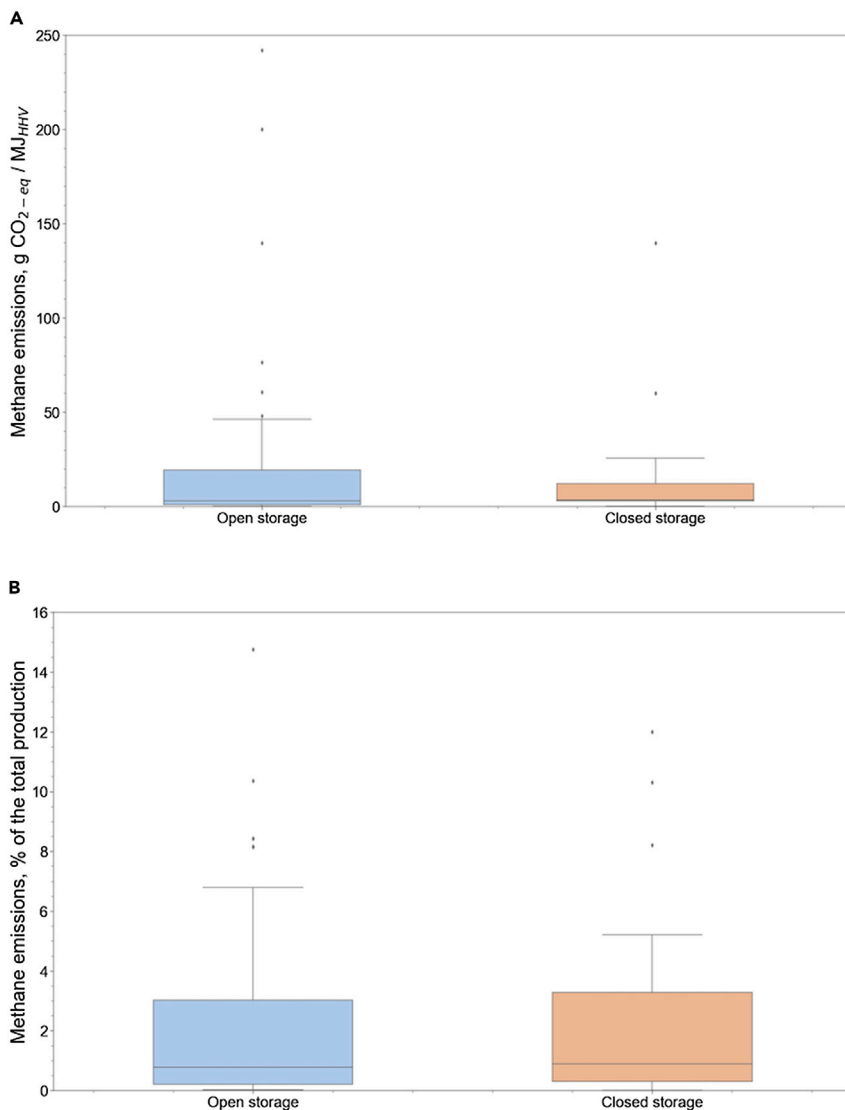 A
Methane emissions, g CO2 – eq / MJHHV
250
200
150
100
50
0
Open storage
Closed storage
B
Methane emissions, % of the total production
16
14
12
10
8
6
4
2
0
Open storage
Closed storage